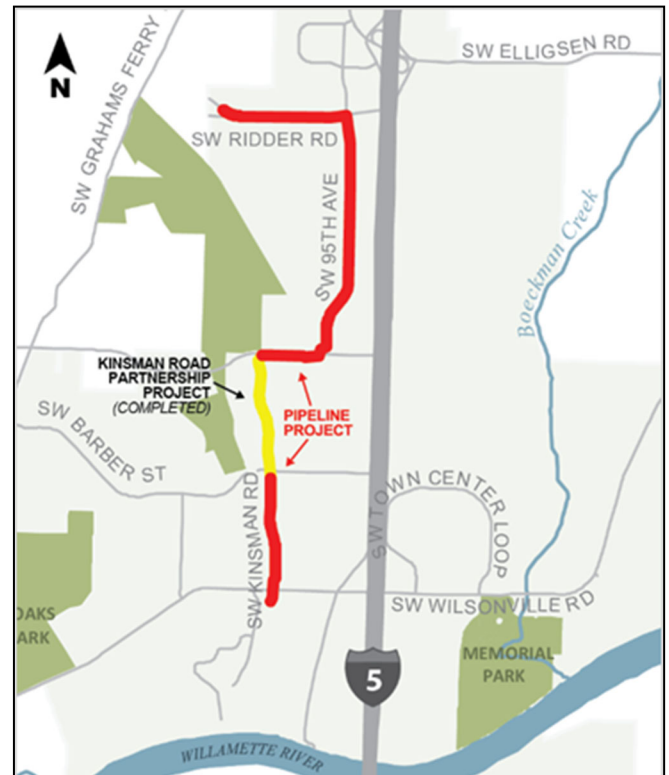 SW ELLIGSEN RD
N
SW GRAHAMS FERRY
SW RIDDER RD
SW 95TH AVE
Boeckman Creek
KINSMAN ROAD
PARTNERSHIP
PROJECT
(COMPLETED)
PIPELINE
PROJECT
SW BARBER ST
SW KINSMAN RD
SW TOWN CENTER
LOOP
SW WILSONVILLE RD
OAKS
ARK
MEMORIAL
PARK
5
WILLAMETTE RIVER